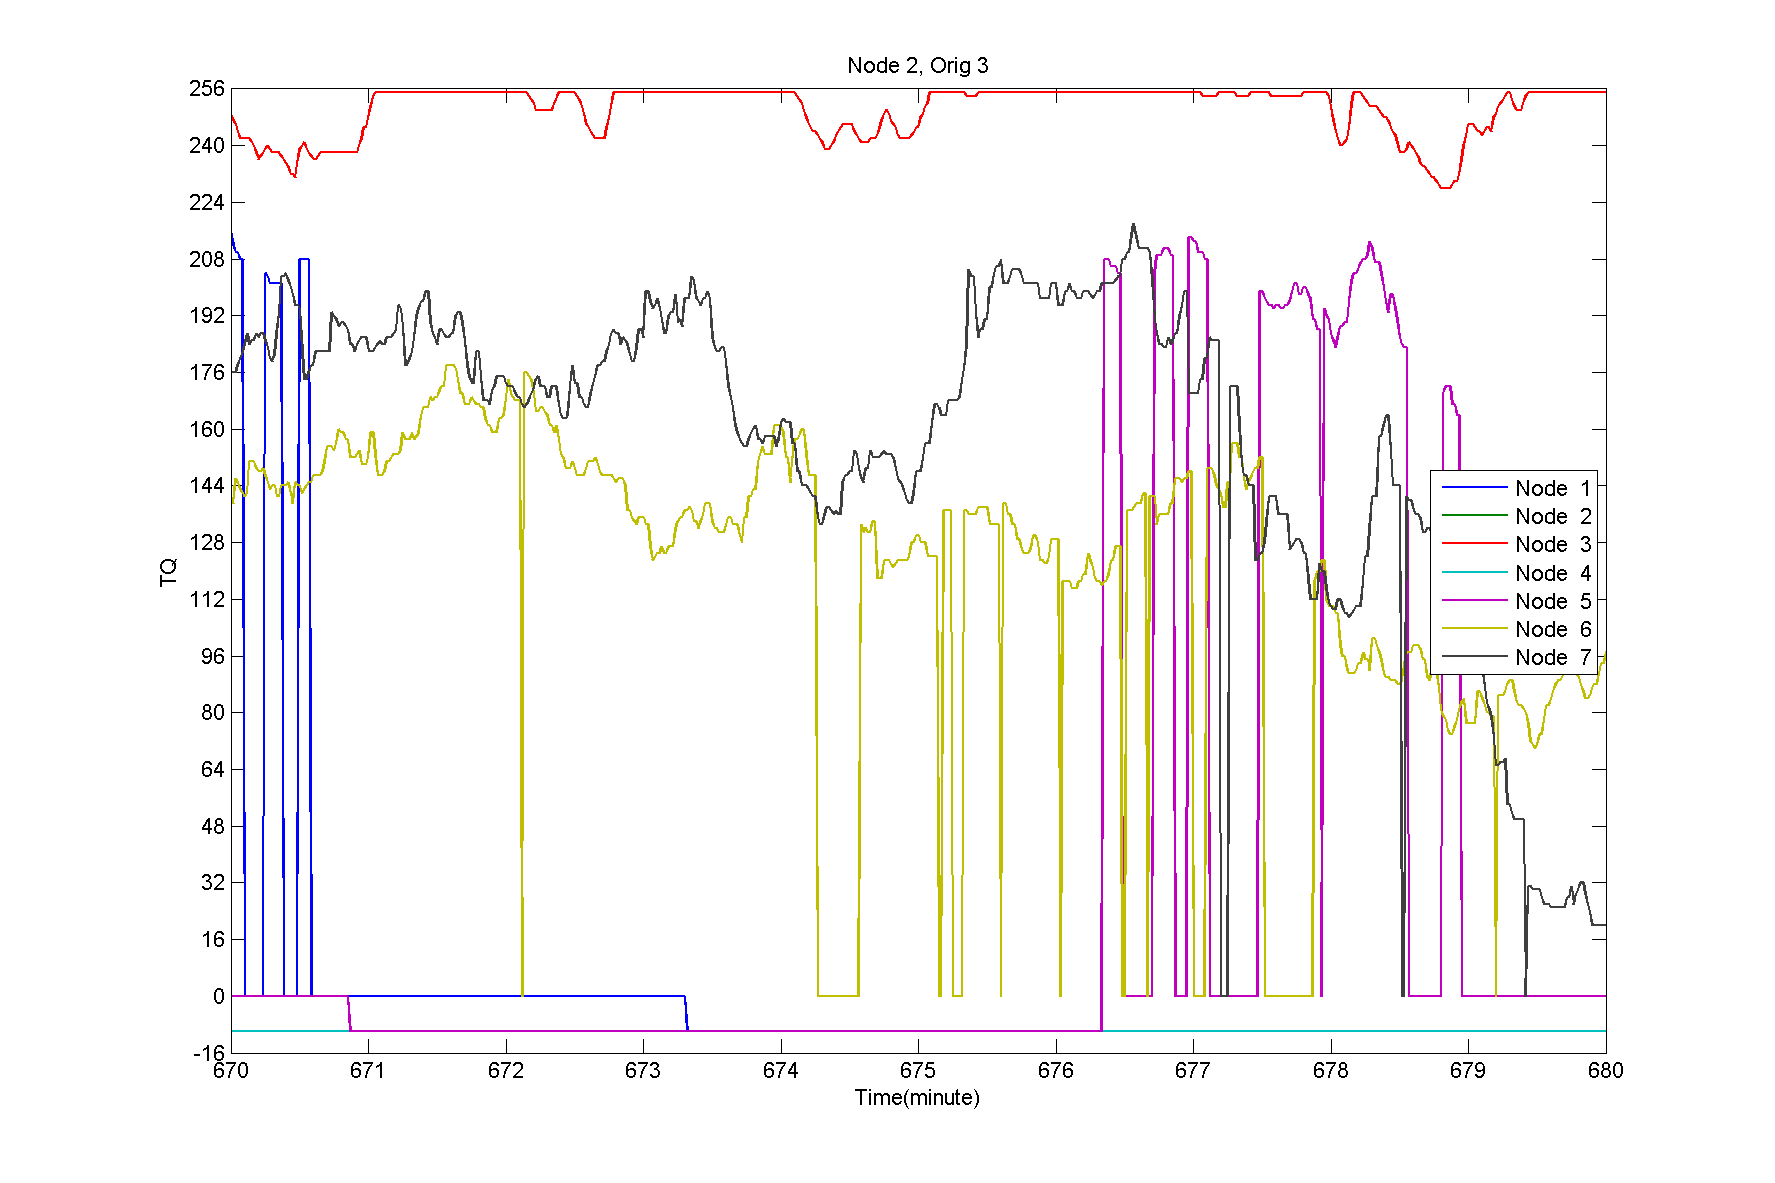 Node 2, Orig 3
256
240
224
208
192
176
160
144
128
112
96
80
64
48
32
16
0
-16
TQ
Node 1
Node 2
Node 3
Node 4
Node 5
Node 6
Node 7
670 671 672 673 674 675 676 677 678 679 680
Time(minute)